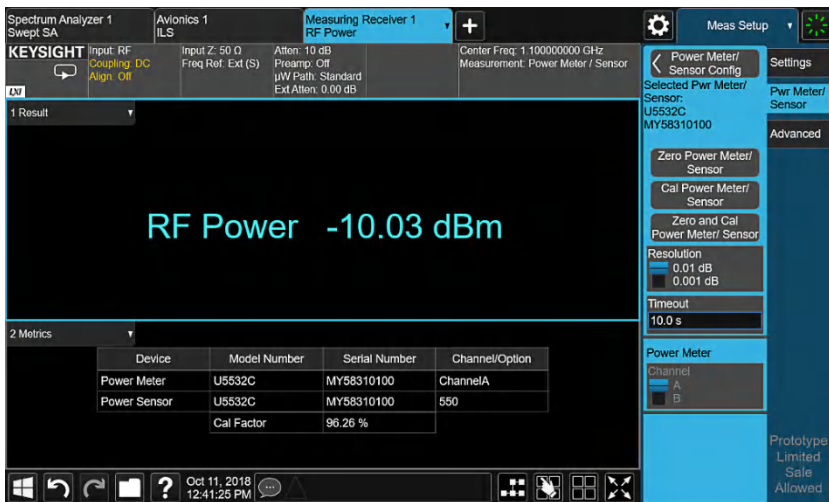 Spectrum Analyzer 1
Swept SA
Avionics 1
ILS
Measuring Receiver 1
RF Power
Meas Setup
KEYSIGHT
LXI
Input: RF
Coupling: DC
Align: Off
Input Z: 50 Ω
Freq Ref: Ext (S)
Atten: 10 dB
Preamp: Off
µW Path: Standard
Ext Atten: 0.00 dB
Center Freq: 1.100000000 GHz
Measurement: Power Meter / Sensor
1 Result
RF Power -10.03 dBm
2 Metrics
Device Model Number Serial Number Channel/Option
Power Meter U5532C MY58310100 ChannelA
Power Sensor U5532C MY58310100 550
Cal Factor 96.26 %
Power Meter/
Sensor Config
Selected Pwr Meter/
Sensor:
U5532C
MY58310100
Zero Power Meter/
Sensor
Cal Power Meter/
Sensor
Zero and Cal
Power Meter/ Sensor
Resolution
0.01 dB
0.001 dB
Timeout
10.0 s
Power Meter
Channel
A
B
Settings
Pwr Meter/
Sensor
Advanced
Prototype
Limited
Sale
Allowed
?
Oct 11, 2018
12:41:25 PM